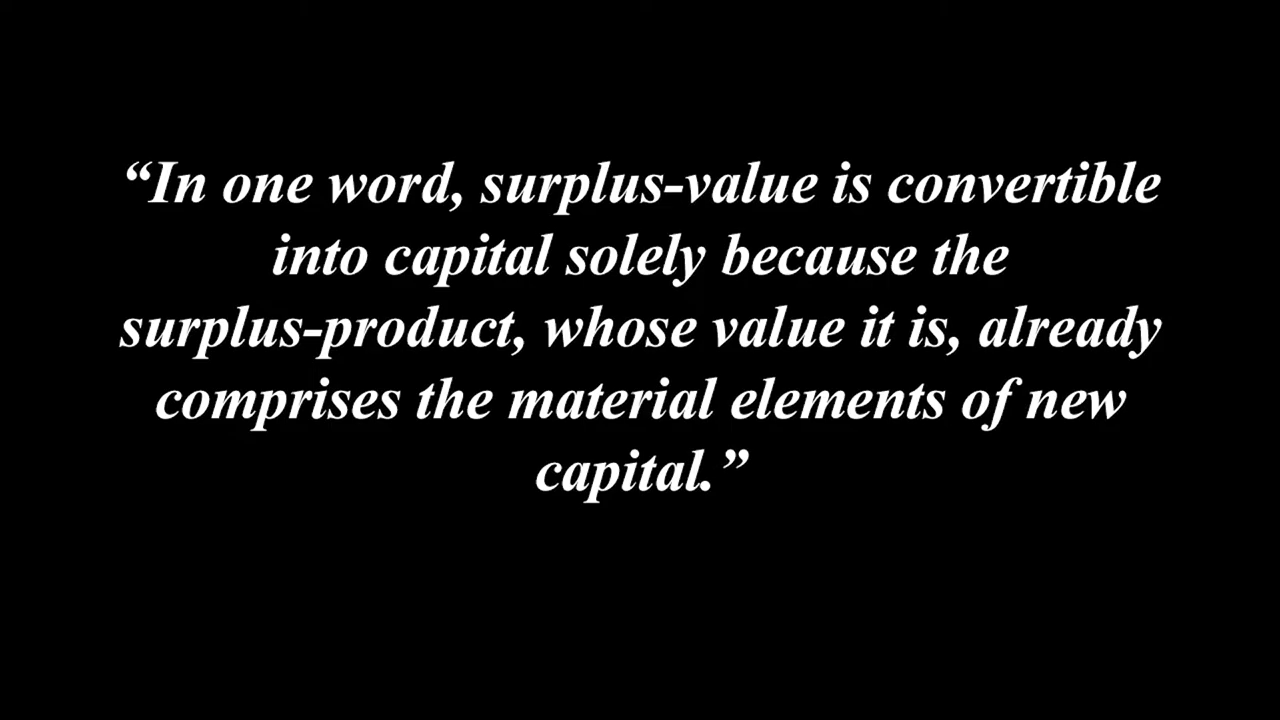 “In one word, surplus-value is convertible
into capital solely because the
surplus-product, whose value it is, already
comprises the material elements of new
capital.”